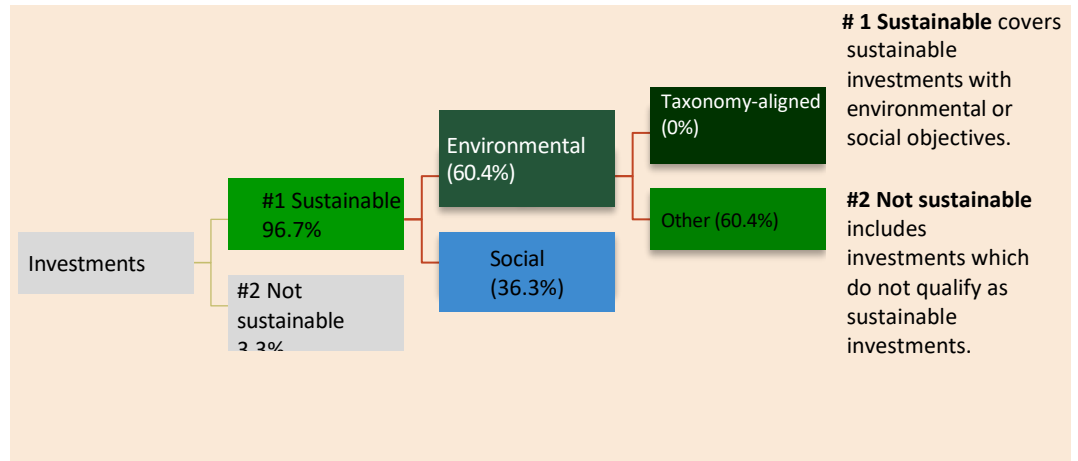 Investments
#1 Sustainable
96.7%
#2 Not
sustainable
3.3%
Environmental
(60.4%)
Social
(36.3%)
Taxonomy-aligned
(0%)
Other (60.4%)
# 1 Sustainable covers
sustainable
investments with
environmental or
social objectives.
#2 Not sustainable
includes
investments which
do not qualify as
sustainable
investments.